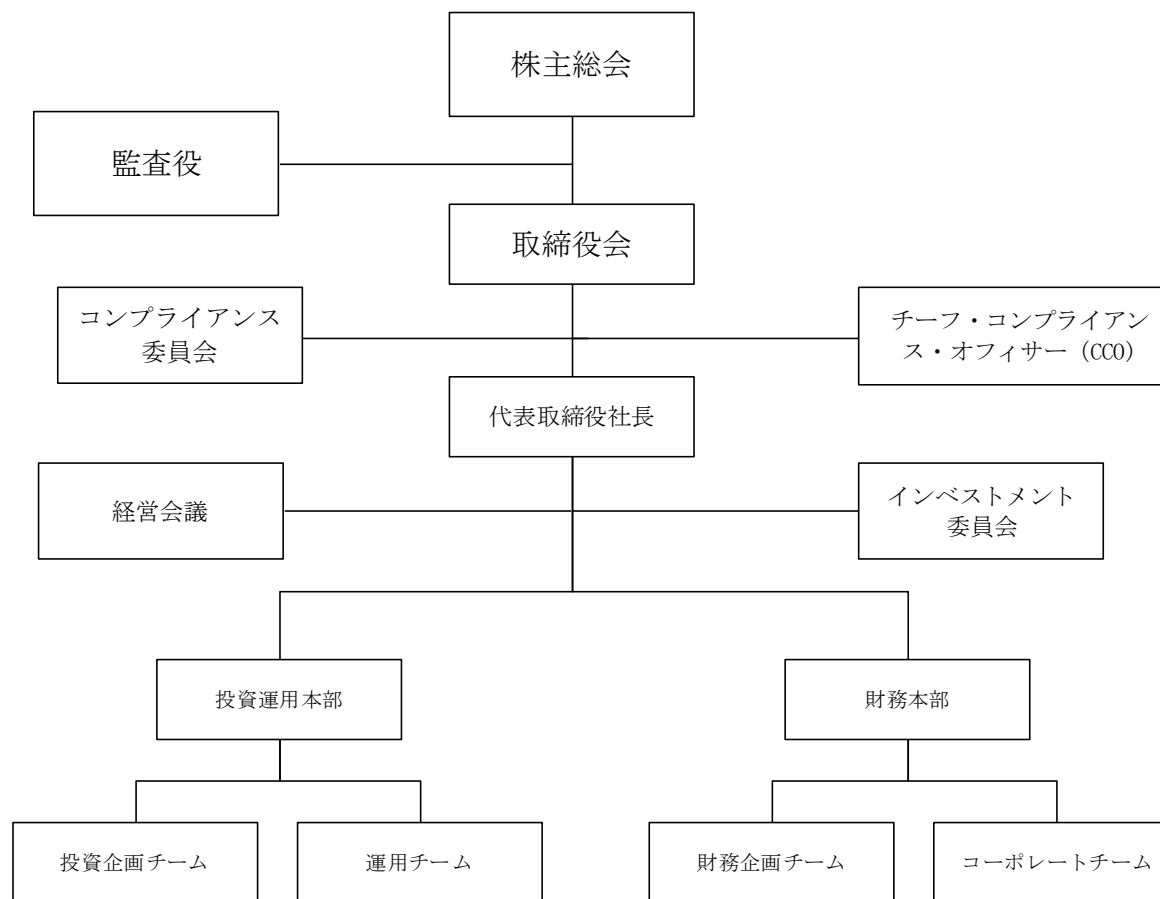 株主総会
監査役
取締役会
コンプライアンス
委員会
チーフ・コンプライアン
ス・オフィサー（CCO）
代表取締役社長
経営会議
インベストメント
委員会
投資運用本部
財務本部
投資企画チーム
運用チーム
財務企画チーム
コーポレートチーム